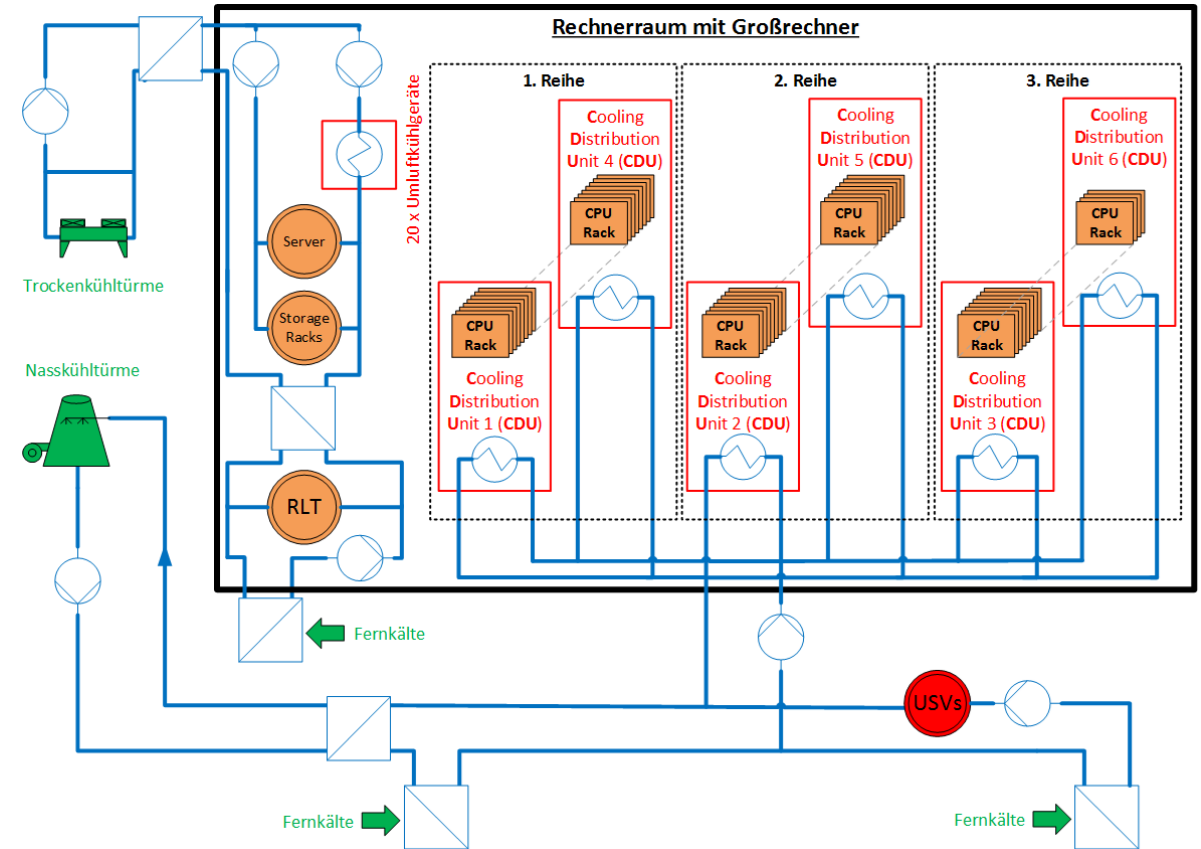 Rechnerraum mit Großrechner
1. Reihe
2. Reihe
3. Reihe
Cooling
Distribution
Unit 4 (CDU)
CPU
Rack
Cooling
Distribution
Unit 5 (CDU)
CPU
Rack
Cooling
Distribution
Unit 6 (CDU)
CPU
Rack
20 x Umluftkühlgeräte
Server
Storage
Racks
Trockenkühltürme
CPU
Rack
Cooling
Distribution
Unit 1 (CDU)
CPU
Rack
Cooling
Distribution
Unit 2 (CDU)
CPU
Rack
Cooling
Distribution
Unit 3 (CDU)
Nasskühltürme
RLT
Fernkälte
USVs
Fernkälte
Fernkälte